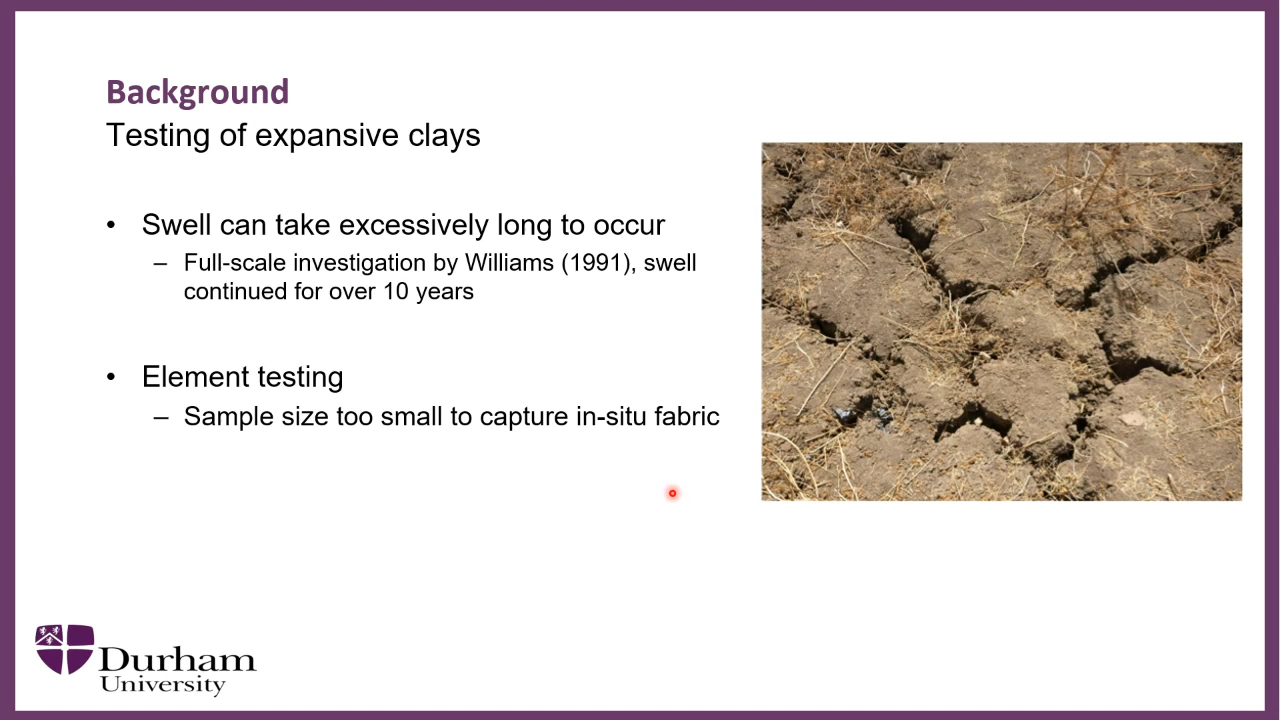 Background
Testing of expansive clays
• Swell can take excessively long to occur
– Full-scale investigation by Williams (1991), swell
continued for over 10 years
• Element testing
– Sample size too small to capture in-situ fabric
Durham
University